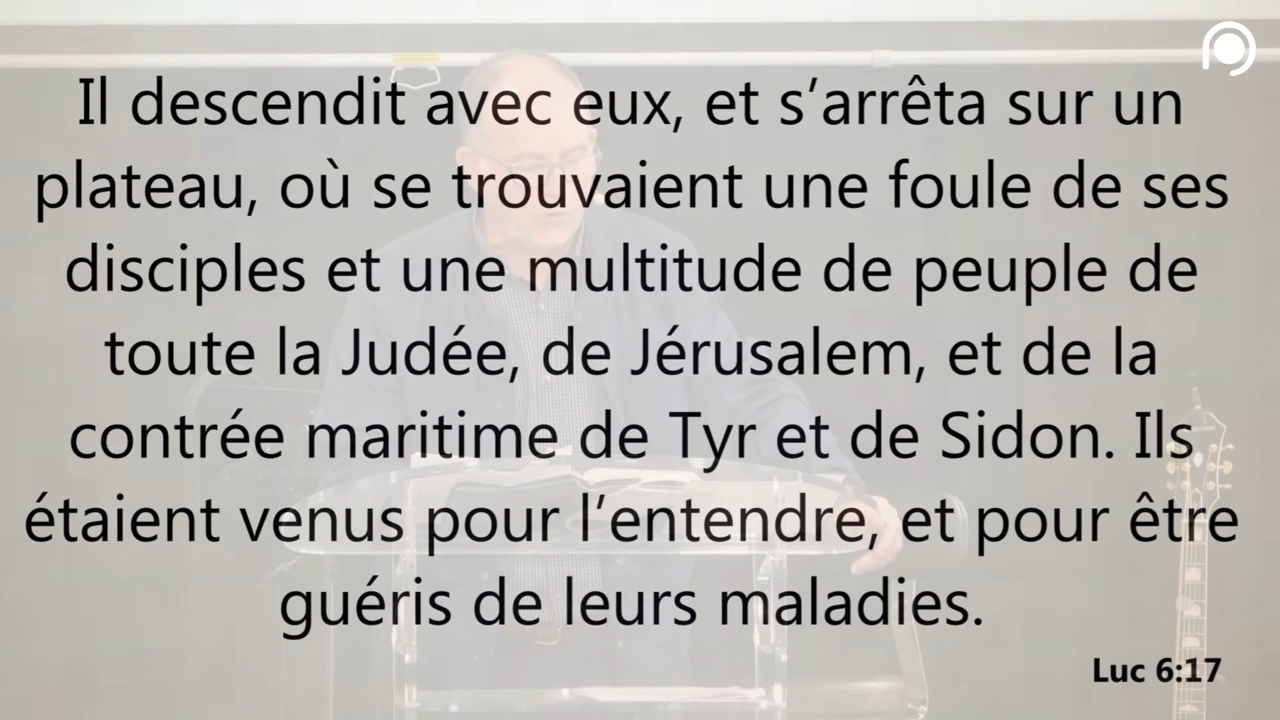 Il descendit avec eux, et s’arrêta sur un
plateau, où se trouvaient une foule de ses
disciples et une multitude de peuple de
toute la Judée, de Jérusalem, et de la
contrée maritime de Tyr et de Sidon. Ils
étaient venus pour l’entendre, et pour être
guéris de leurs maladies.
Luc 6:17